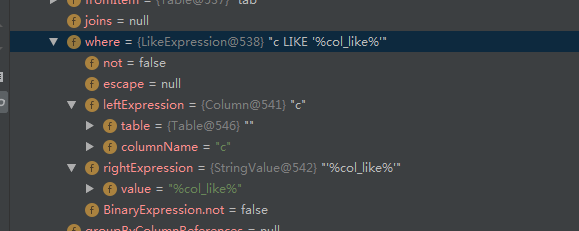 fromItem = {Table@537} "tab"
joins = null
where = {LikeExpression@538} "c LIKE '%col_like%'"
not = false
escape = null
leftExpression = {Column@541} "c"
table = {Table@546} ""
columnName = "c"
rightExpression = {StringValue@542} "'%col_like%'"
value = "%col_like%"
BinaryExpression.not = false
groupByColumnReferences = null